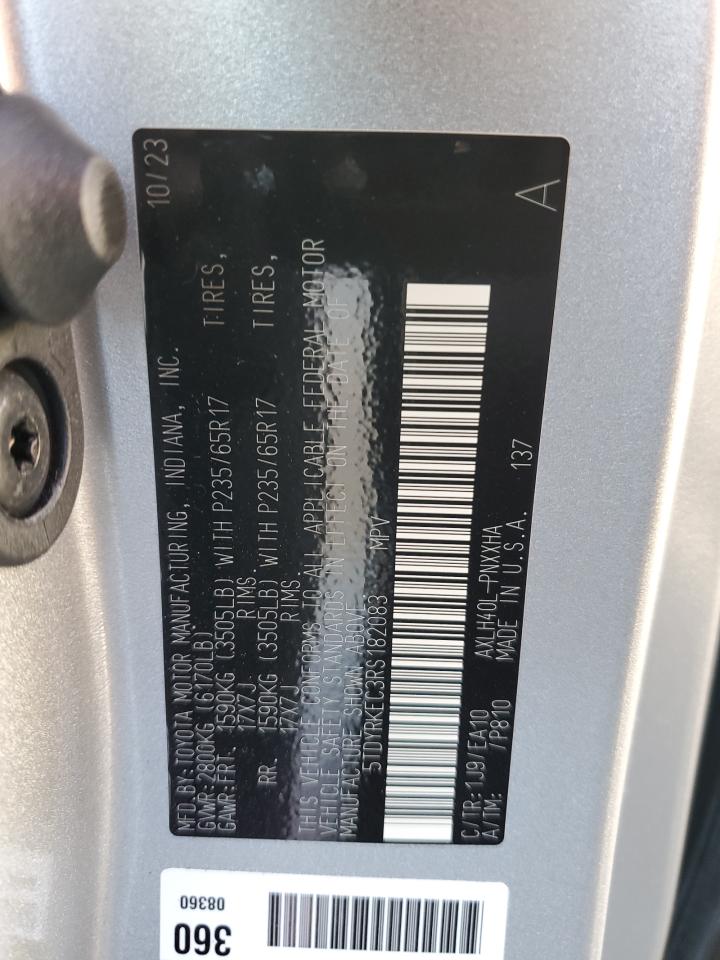 MFD.BY:TOYOTA MOTOR MANUFACTURING, INDIANA, INC. 10/23
GVWR:2800KG (6170LB)
GAWR:FRT. 1590KG (3505LB) WITH P235/65R17 TIRES,
17X7J RIMS
RR. 1590KG (3505LB) WITH P235/65R17 TIRES,
17X7J RIMS
THIS VEHICLE CONFORMS TO ALL APPLICABLE FEDERAL MOTOR
VEHICLE SAFETY STANDARDS IN EFFECT ON THE DATE OF
MANUFACTURE SHOWN ABOVE.
5TDYRKEC3RS182083 MPV
C/TR:1J9/EA10 AXLH40L-PNXXHA
A/TM: /P810 MADE IN U.S.A. 137 A
360
08360